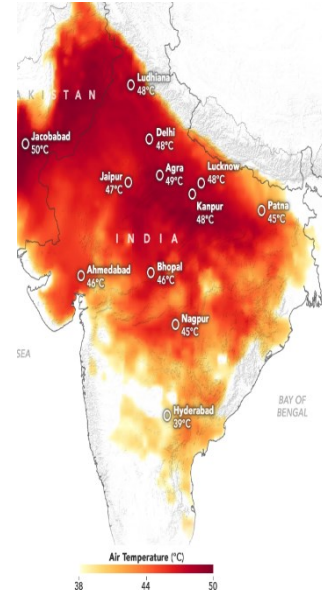 Ludhiana
48°C
AKISTAN
Jacobabad
50°C
Delhi
48°C
Agra
49°C
Lucknow
48°C
Jaipur
47°C
Kanpur
48°C
Patna
45°C
INDIA
Ahmedabad
46°C
Bhopal
46°C
Nagpur
45°C
SEA
BAY OF
BENGAL
Hyderabad
39°C
Air Temperature (°C)
38 44 50